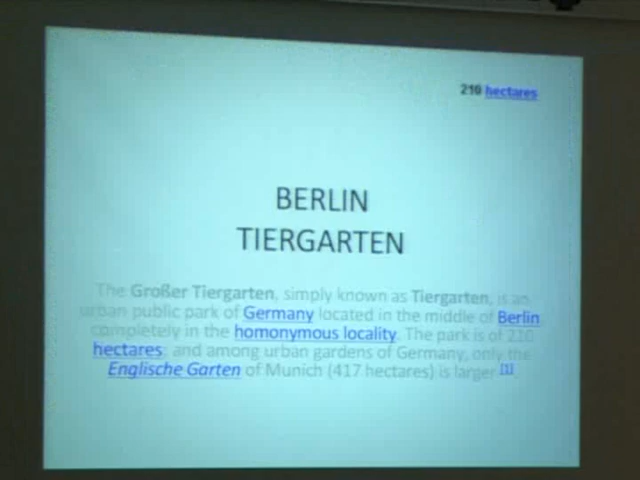 210 hectares
BERLIN
TIERGARTEN
The Großer Tiergarten, simply known as Tiergarten, is an
urban public park of Germany located in the middle of Berlin
completely in the homonymous locality. The park is of 210
hectares; and among urban gardens of Germany, only the
Englische Garten of Munich (417 hectares) is larger.[1]